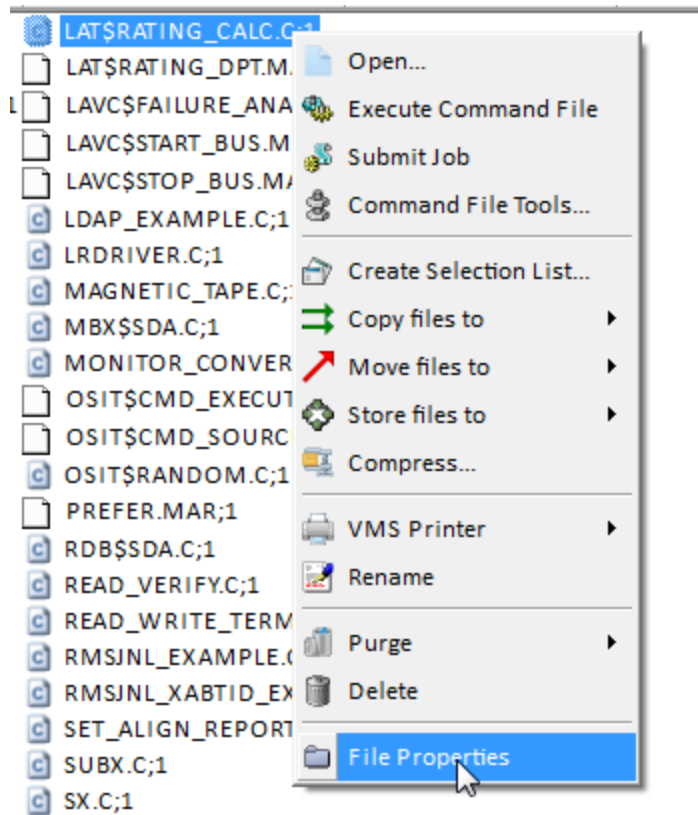 LAT$RATING_CALC.C;1
LAT$RATING_DPT.M
LAVC$FAILURE_ANA
LAVC$START_BUS.M
LAVC$STOP_BUS.MA
LDAP_EXAMPLE.C;1
LRDRIVER.C;1
MAGNETIC_TAPE.C;
MBX$SDA.C;1
MONITOR_CONVER
OSIT$CMD_EXECUT
OSIT$CMD_SOURC
OSIT$RANDOM.C;1
PREFER.MAR;1
RDB$SDA.C;1
READ_VERIFY.C;1
READ_WRITE_TERM
RMSJNL_EXAMPLE.C
RMSJNL_XABTID_EX
SET_ALIGN_REPORT
SUBX.C;1
SX.C;1
Open...
Execute Command File
Submit Job
Command File Tools...
Create Selection List...
Copy files to
Move files to
Store files to
Compress...
VMS Printer
Rename
Purge
Delete
File Properties